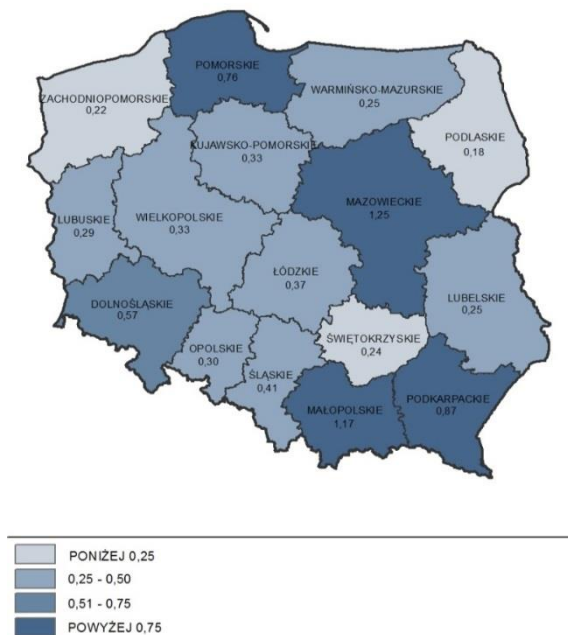 POMORSKIE
0,76
ZACHODNIOPOMORSKIE
0,22
WARMIŃSKO-MAZURSKIE
0,25
PODLASKIE
0,18
KUJAWSKO-POMORSKIE
0,33
MAZOWIECKIE
1,25
LUBUSKIE
0,29
WIELKOPOLSKIE
0,33
ŁÓDZKIE
0,37
LUBELSKIE
0,25
DOLNOŚLĄSKIE
0,57
OPOLSKIE
0,30
ŚLĄSKIE
0,41
ŚWIĘTOKRZYSKIE
0,24
MAŁOPOLSKIE
1,17
PODKARPACKIE
0,87
PONIŻEJ 0,25
0,25 - 0,50
0,51 - 0,75
POWYŻEJ 0,75